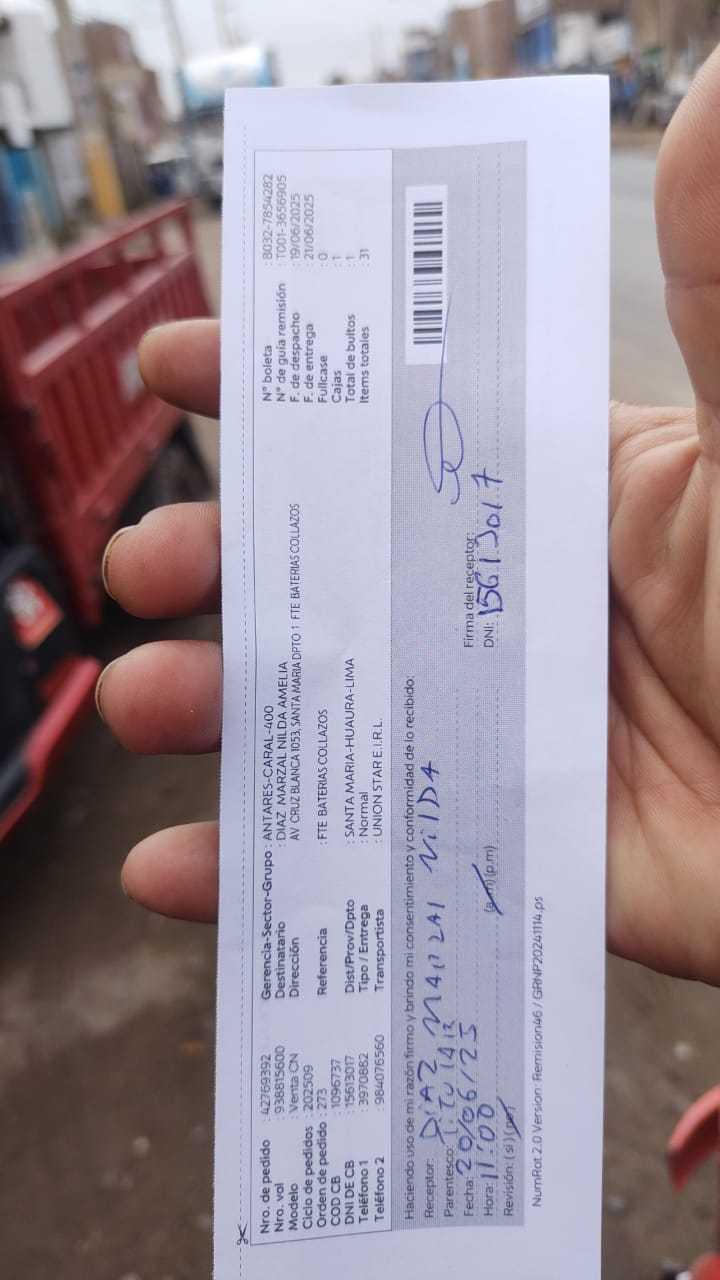 Nro. de pedido : 42769392
Nro. vol : 938815600
Modelo : Venta CN
Ciclo de pedidos : 202509
Orden de pedido : 273
COD CB : 1096737
DNI DE CB : 15613017
Teléfono 1 : 3970882
Teléfono 2 : 984076560
Gerencia-Sector-Grupo : ANTARES-CARAL-400
Destinatario : DIAZ MARZAL NILDA AMELIA
Dirección : AV CRUZ BLANCA 1053, SANTA MARIA DPTO 1 FTE BATERIAS COLLAZOS
Referencia : FTE BATERIAS COLLAZOS
Dist/Prov/Dpto : SANTA MARIA-HUAURA-LIMA
Tipo / Entrega : Normal
Transportista : UNION STAR E.I.R.L.
N° boleta : B032-7854282
N° de guía remisión : T001-3656905
F. de despacho : 19/06/2025
F. de entrega : 21/06/2025
Fullcase : 0
Cajas : 1
Total de bultos : 1
Items totales : 31
Haciendo uso de mi razón firmo y brindo mi consentimiento y conformidad de lo recibido:
Receptor: DiAZ MARZAl NilDA
Parentesco: TiTulAR
Fecha: 20/06/25
Hora: 11:00 (a.m) (p.m)
Revisión: ( si ) (no)
Firma del receptor:
DNI: 15613017
NumRot 2.0 Version: Remision46 / GRNP20241114.ps